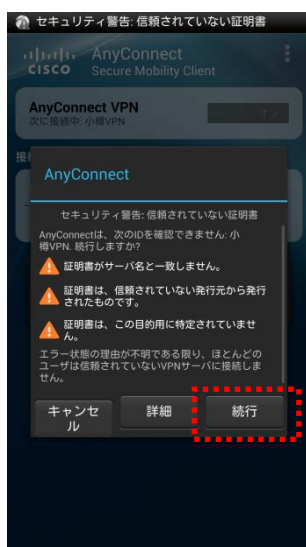 セキュリティ警告: 信頼されていない証明書
AnyConnect
CISCO Secure Mobility Client
AnyConnect VPN
次に接続中: 小樽VPN
オン
接
AnyConnect
セキュリティ警告: 信頼されていない証明書
AnyConnectは、次のIDを確認できません: 小
樽VPN. 続行しますか?
証明書がサーバ名と一致しません。
証明書は、信頼されていない発行元から発行
されたものです。
証明書は、この目的用に特定されていませ
ん。
エラー状態の理由が不明である限り、ほとんどの
ユーザは信頼されていないVPNサーバに接続しま
せん。
キャンセ
ル
詳細
続行